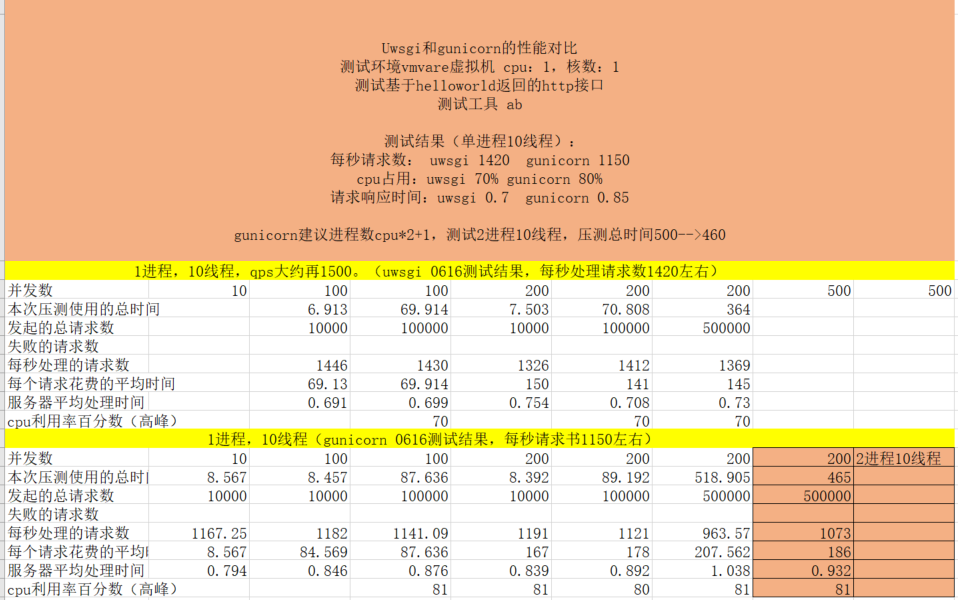 Uwsgi和gunicorn的性能对比
测试环境vmvare虚拟机 cpu：1，核数：1
测试基于helloworld返回的http接口
测试工具 ab
测试结果（单进程10线程）：
每秒请求数： uwsgi 1420 gunicorn 1150
cpu占用：uwsgi 70% gunicorn 80%
请求响应时间：uwsgi 0.7 gunicorn 0.85
gunicorn建议进程数cpu*2+1，测试2进程10线程，压测总时间500-->460
1进程，10线程，qps大约再1500。（uwsgi 0616测试结果，每秒处理请求数1420左右）
并发数 10 100 100 200 200 200 500 500
本次压测使用的总时间 6.913 69.914 7.503 70.808 364
发起的总请求数 10000 100000 10000 100000 500000
失败的请求数
每秒处理的请求数 1446 1430 1326 1412 1369
每个请求花费的平均时间 69.13 69.914 150 141 145
服务器平均处理时间 0.691 0.699 0.754 0.708 0.73
cpu利用率百分数（高峰） 70 70 70
1进程，10线程（gunicorn 0616测试结果，每秒请求书1150左右）
并发数 10 100 100 200 200 200 200 2进程10线程
本次压测使用的总时 8.567 8.457 87.636 8.392 89.192 518.905 465
发起的总请求数 10000 10000 100000 10000 100000 500000 500000
失败的请求数
每秒处理的请求数 1167.25 1182 1141.09 1191 1121 963.57 1073
每个请求花费的平均 8.567 84.569 87.636 167 178 207.562 186
服务器平均处理时间 0.794 0.846 0.876 0.839 0.892 1.038 0.932
cpu利用率百分数（高峰） 81 81 80 81 81